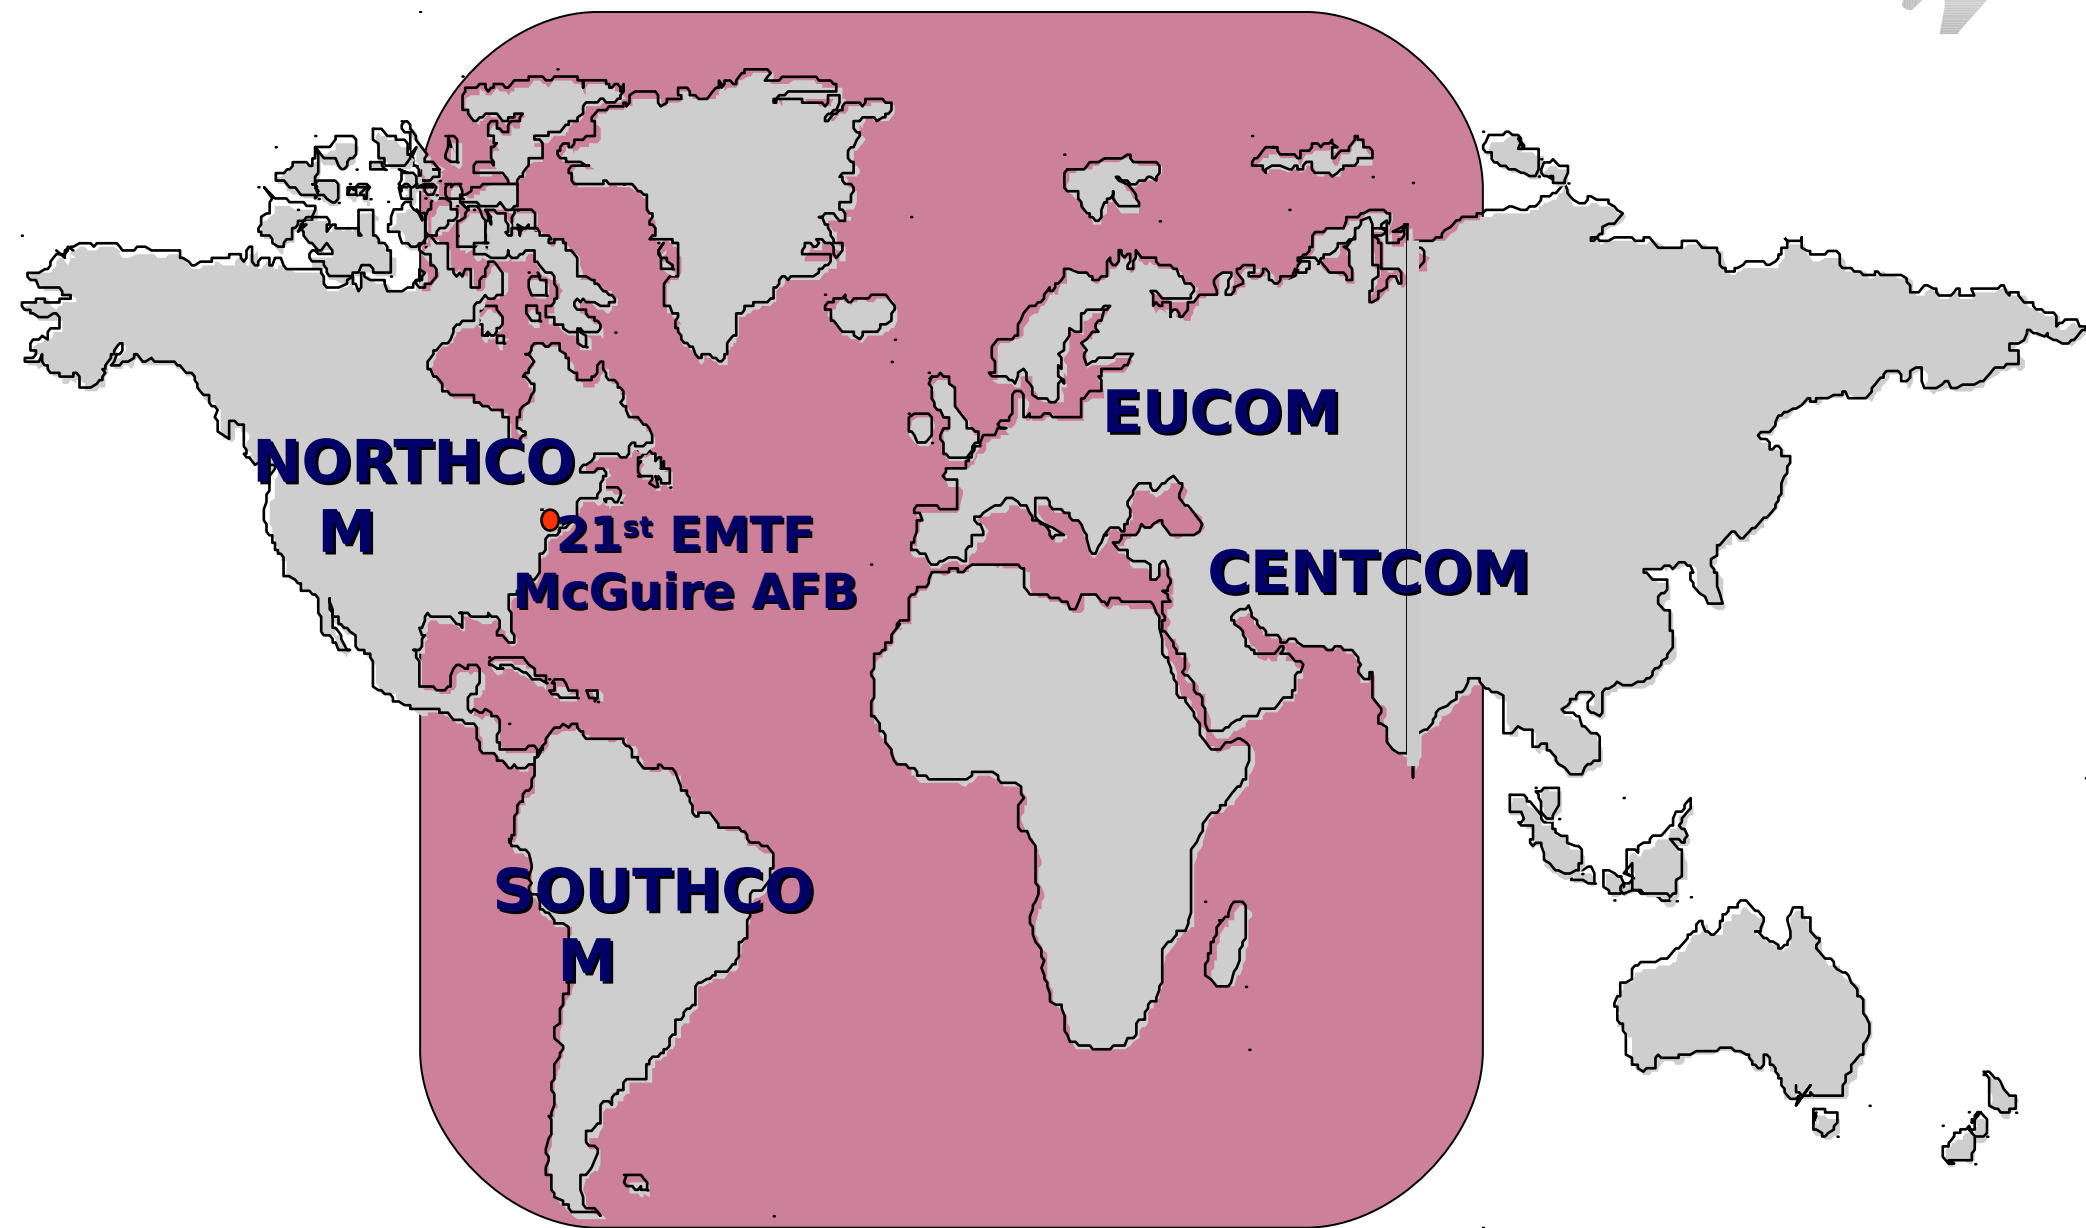 EUCOM
NORTHCO
M
21st EMTF
McGuire AFB
CENTCOM
SOUTHCO
M